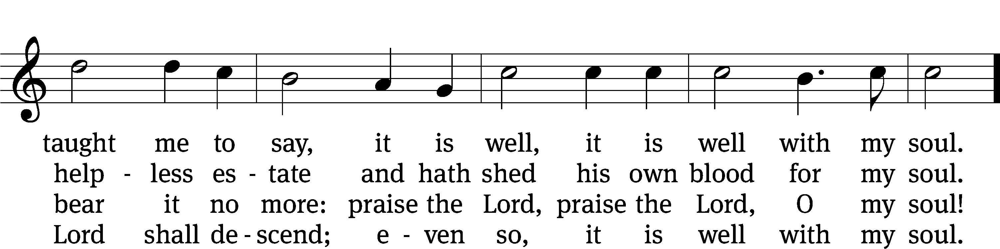 taught me to say, it is well, it is well with my soul.
help - less es - tate and hath shed his own blood for my soul.
bear it no more: praise the Lord, praise the Lord, O my soul!
Lord shall de - scend; e - ven so, it is well with my soul.